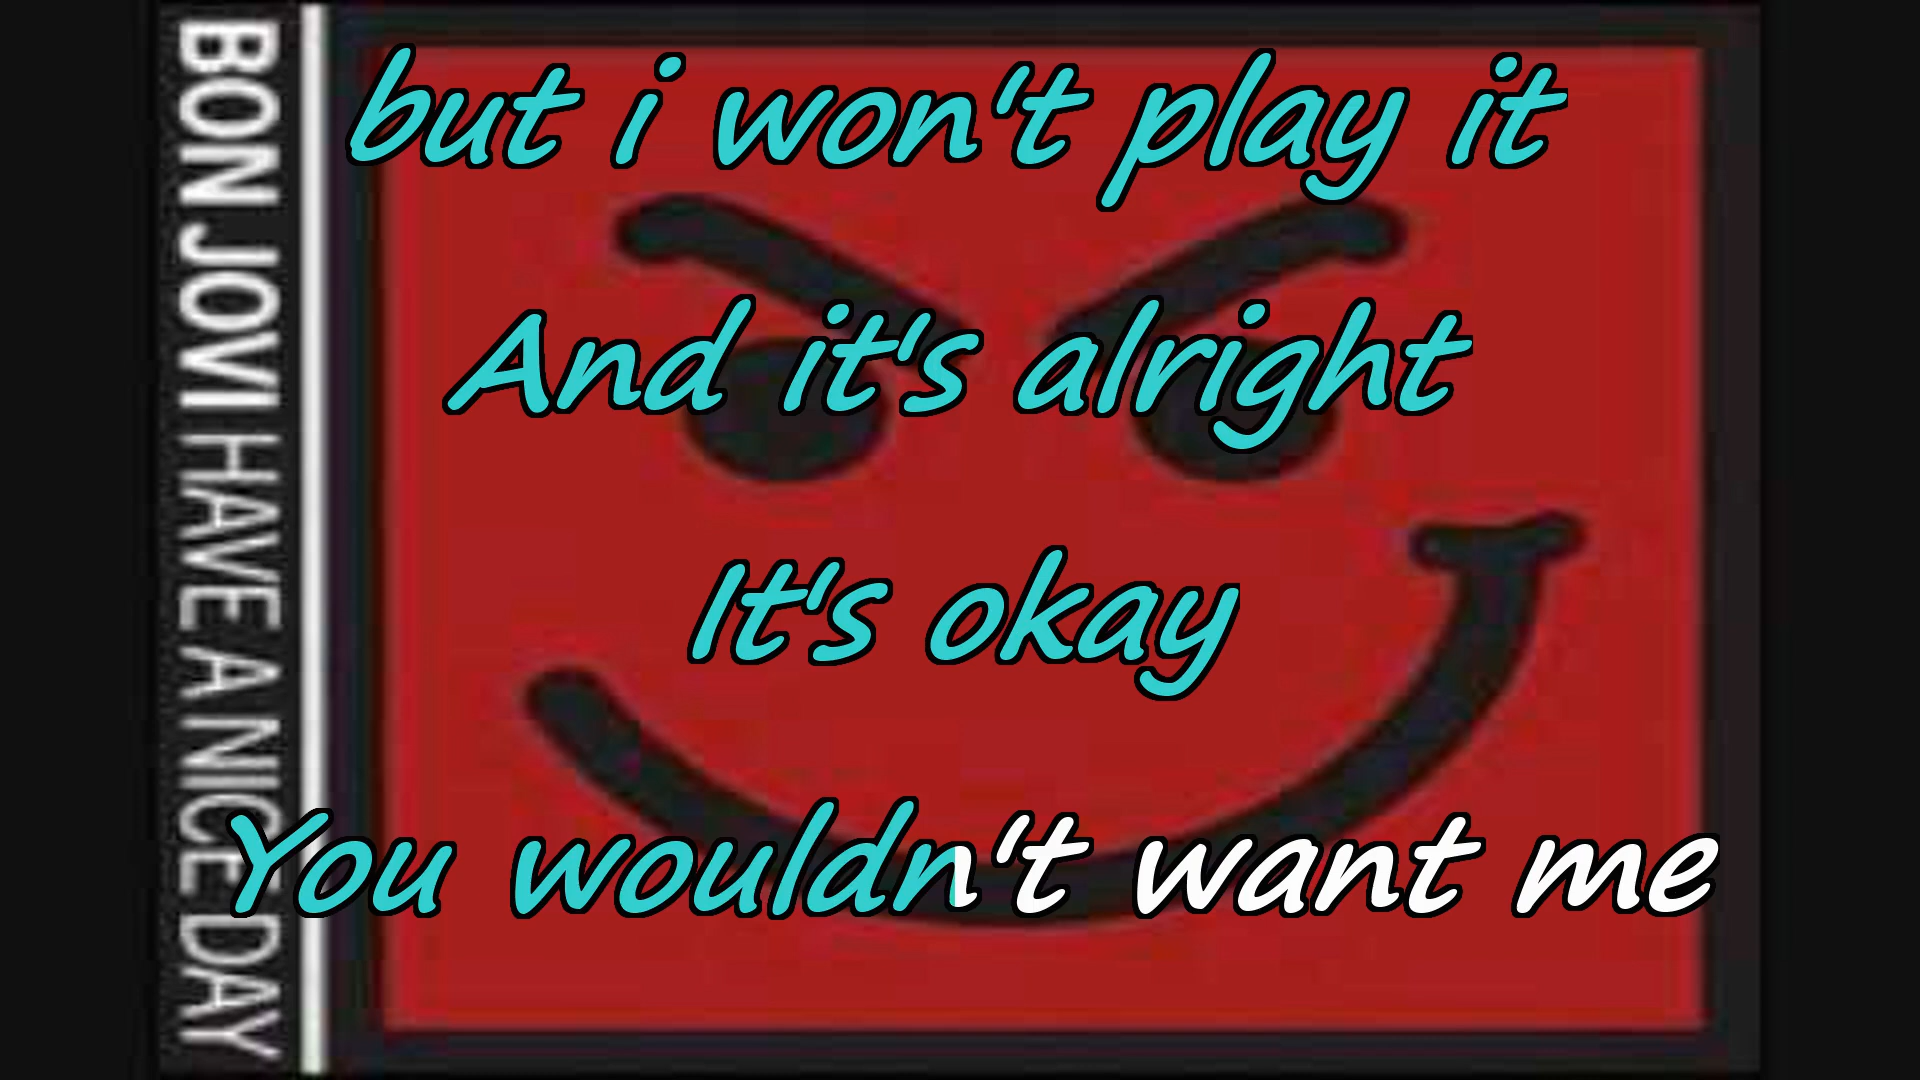 BON JOVI HAVE A NICE DAY
but i won't play it
And it's alright
It's okay
You wouldn't want me